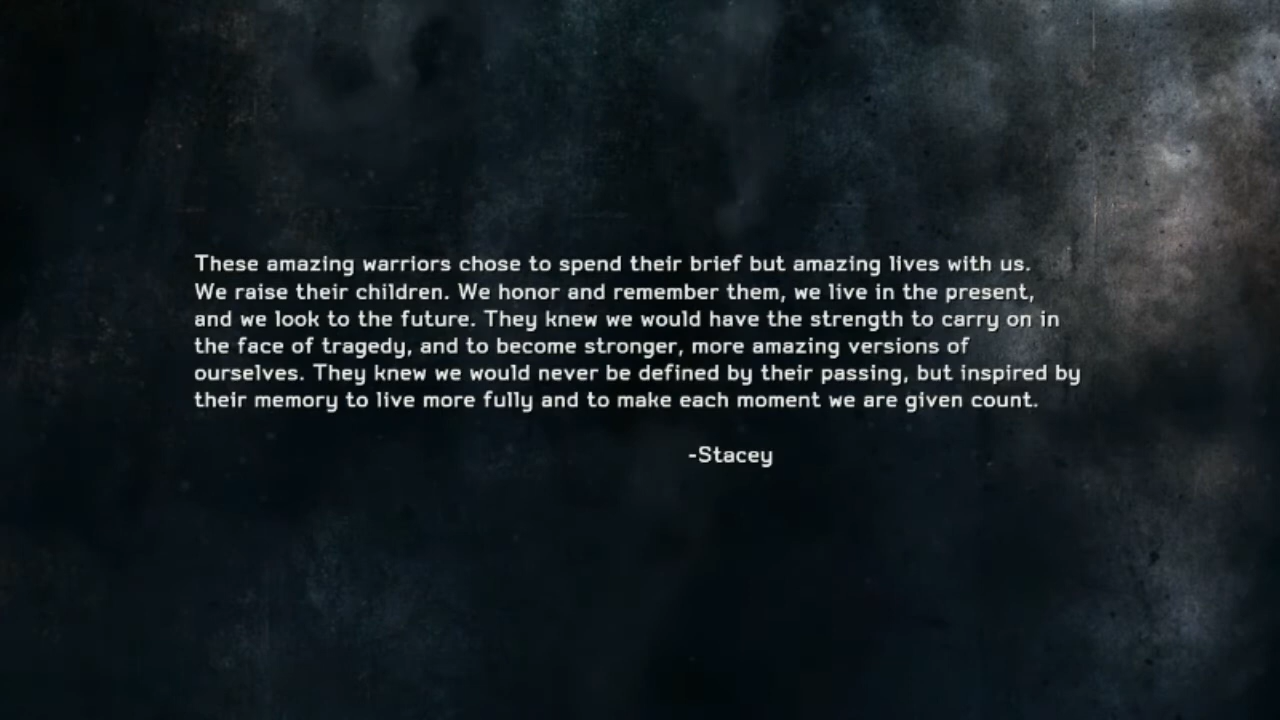 These amazing warriors chose to spend their brief but amazing lives with us.
We raise their children. We honor and remember them, we live in the present,
and we look to the future. They knew we would have the strength to carry on in
the face of tragedy, and to become stronger, more amazing versions of
ourselves. They knew we would never be defined by their passing, but inspired by
their memory to live more fully and to make each moment we are given count.
-Stacey